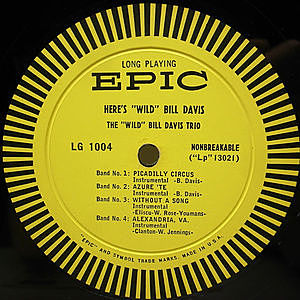 LONG PLAYING
EPIC
HERE'S "WILD" BILL DAVIS
THE "WILD" BILL DAVIS TRIO
LG 1004 NONBREAKABLE
("Lp" 13021)
Band No. 1: PICADILLY CIRCUS
Instrumental -B. Davis-
Band No. 2: AZURE 'TE
Instrumental -B. Davis-
Band No. 3: WITHOUT A SONG
Instrumental
-Eliscu-W. Rose-Youmans-
Band No. 4: ALEXANDRIA, VA.
Instrumental
-Clanton-W. Jennings-
"EPIC" AND SYMBOL TRADE MARKS. MADE IN U.S.A.